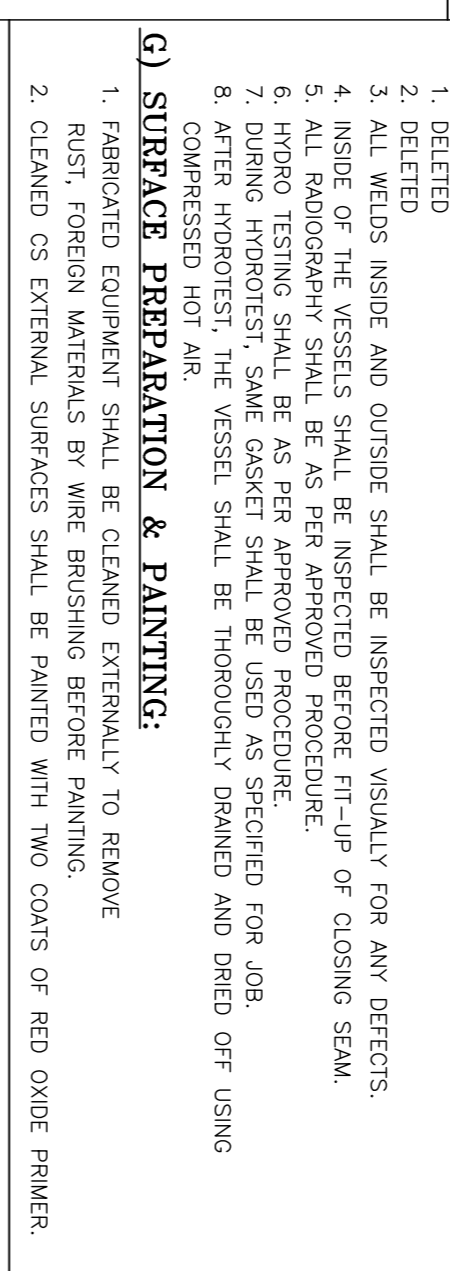 1. DELETED
2. DELETED
3. ALL WELDS INSIDE AND OUTSIDE SHALL BE INSPECTED VISUALLY FOR ANY DEFECTS.
4. INSIDE OF THE VESSELS SHALL BE INSPECTED BEFORE FIT-UP OF CLOSING SEAM.
5. ALL RADIOGRAPHY SHALL BE AS PER APPROVED PROCEDURE.
6. HYDRO TESTING SHALL BE AS PER APPROVED PROCEDURE.
7. DURING HYDROTEST, SAME GASKET SHALL BE USED AS SPECIFIED FOR JOB.
8. AFTER HYDROTEST, THE VESSEL SHALL BE THOROUGHLY DRAINED AND DRIED OFF USING
COMPRESSED HOT AIR.
G) SURFACE PREPARATION & PAINTING:
1. FABRICATED EQUIPMENT SHALL BE CLEANED EXTERNALLY TO REMOVE
RUST, FOREIGN MATERIALS BY WIRE BRUSHING BEFORE PAINTING.
2. CLEANED CS EXTERNAL SURFACES SHALL BE PAINTED WITH TWO COATS OF RED OXIDE PRIMER.